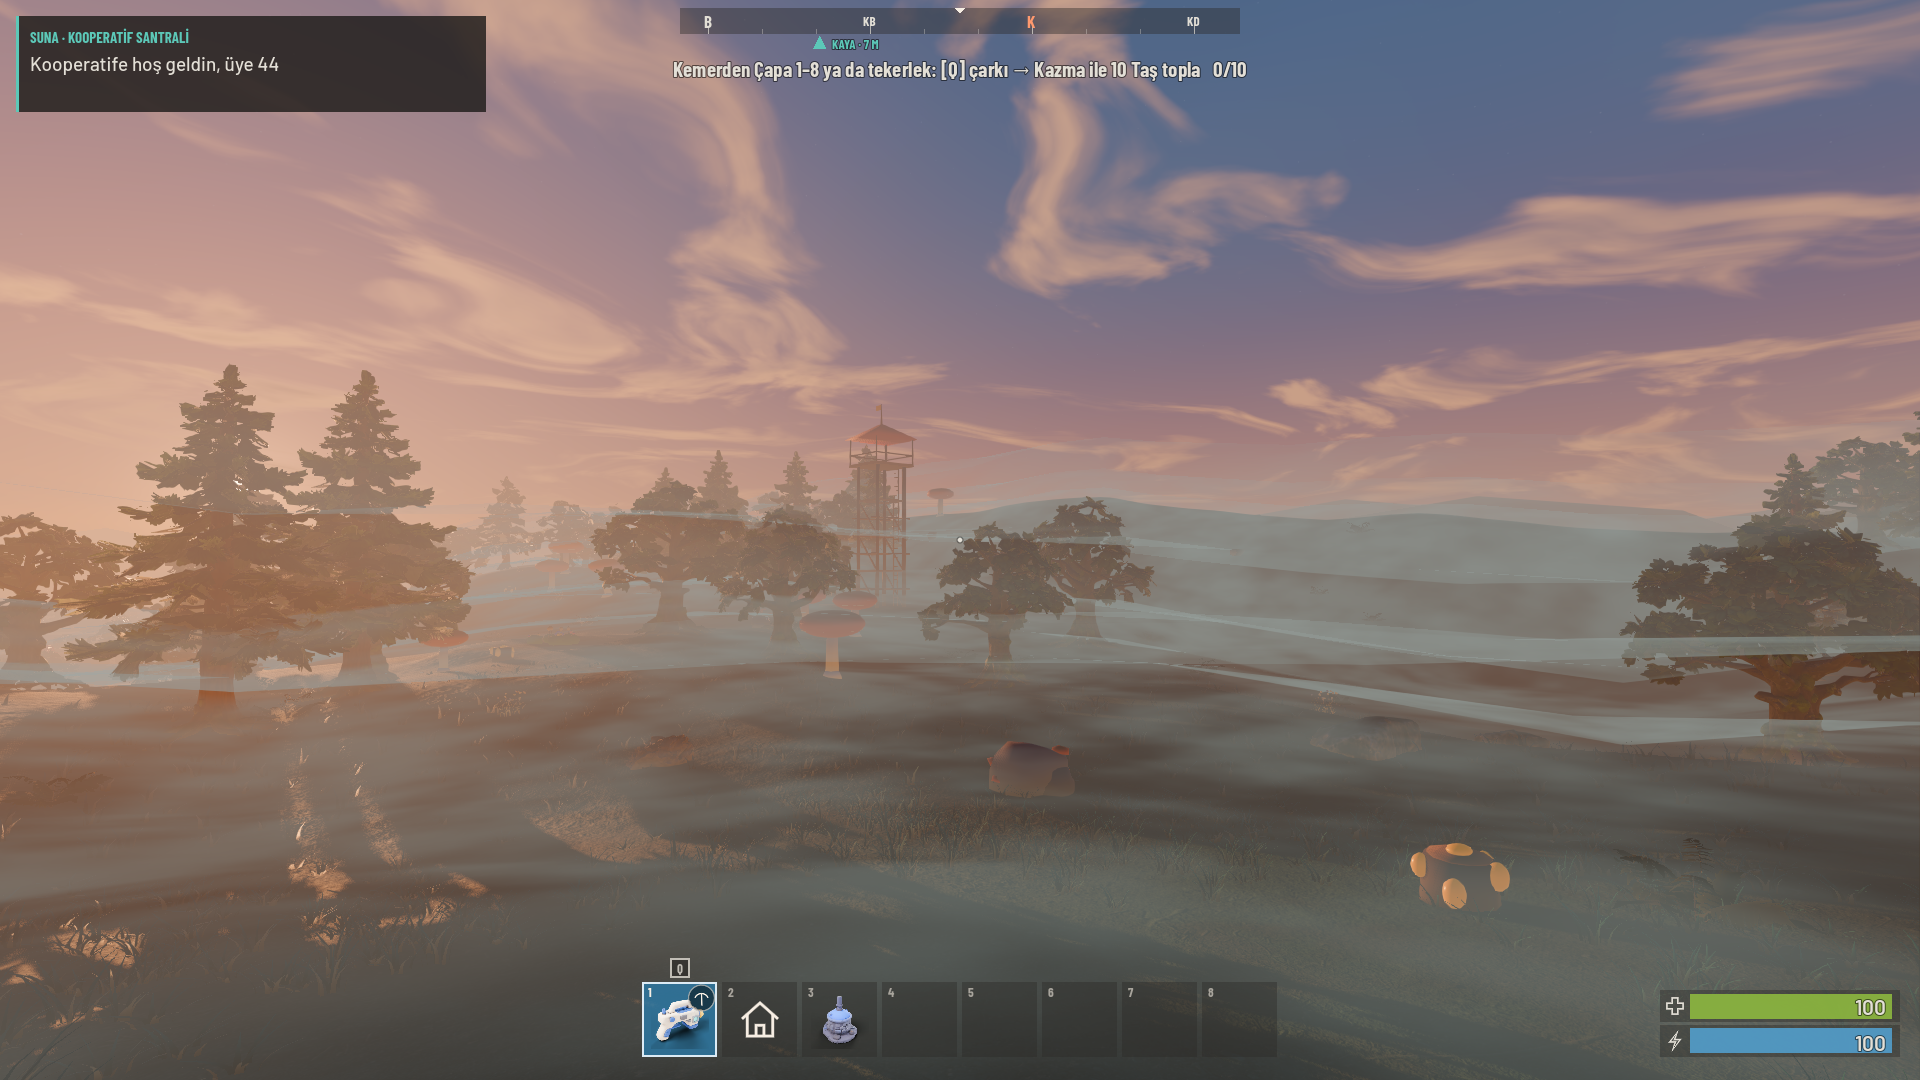 SUNA · KOOPERATİF SANTRALİ
Kooperatife hoş geldin, üye 44
B KB K KD
KAYA · 7 M
Kemerden Çapa 1-8 ya da tekerlek: [Q] çarkı → Kazma ile 10 Taş topla 0/10
Q
1 2 3 4 5 6 7 8
100
100